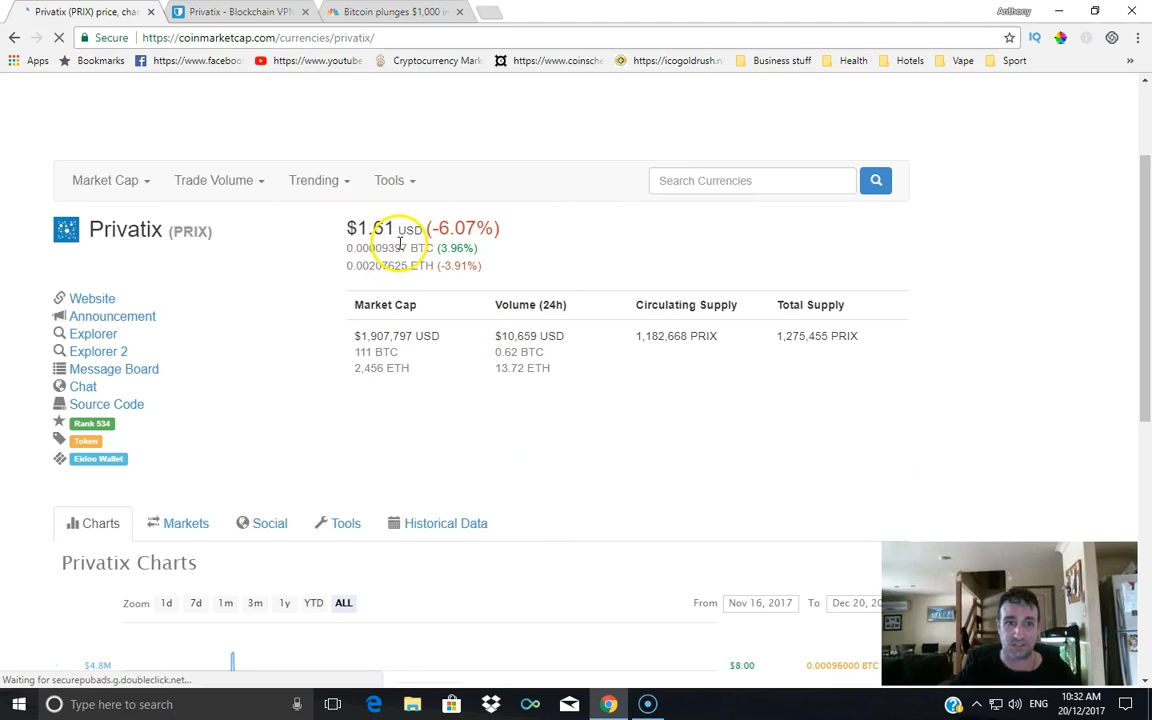 Privatix (PRIX) price, char
Privatix - Blockchain VPN
Bitcoin plunges $1,000 in
Anthony
Secure
https://coinmarketcap.com/currencies/privatix/
Apps
Bookmarks
https://www.faceboo
https://www.youtube
Cryptocurrency Mark
https://www.coinsche
https://icogoldrush.n
Business stuff
Health
Hotels
Vape
Sport
Market Cap
Trade Volume
Trending
Tools
Search Currencies
Privatix (PRIX)
$1.61 USD (-6.07%)
0.00009397 BTC (3.96%)
0.00207625 ETH (-3.91%)
Website
Announcement
Explorer
Explorer 2
Message Board
Chat
Source Code
Rank 534
Token
Eidoo Wallet
Market Cap
Volume (24h)
Circulating Supply
Total Supply
$1,907,797 USD
$10,659 USD
1,182,668 PRIX
1,275,455 PRIX
111 BTC
0.62 BTC
2,456 ETH
13.72 ETH
Charts
Markets
Social
Tools
Historical Data
Privatix Charts
Zoom
1d
7d
1m
3m
1y
YTD
ALL
From
Nov 16, 2017
To
Dec 20, 20
$4.8M
$8.00
0.00096000 BTC
Waiting for securepubads.g.doubleclick.net...
Type here to search
ENG
10:32 AM
20/12/2017